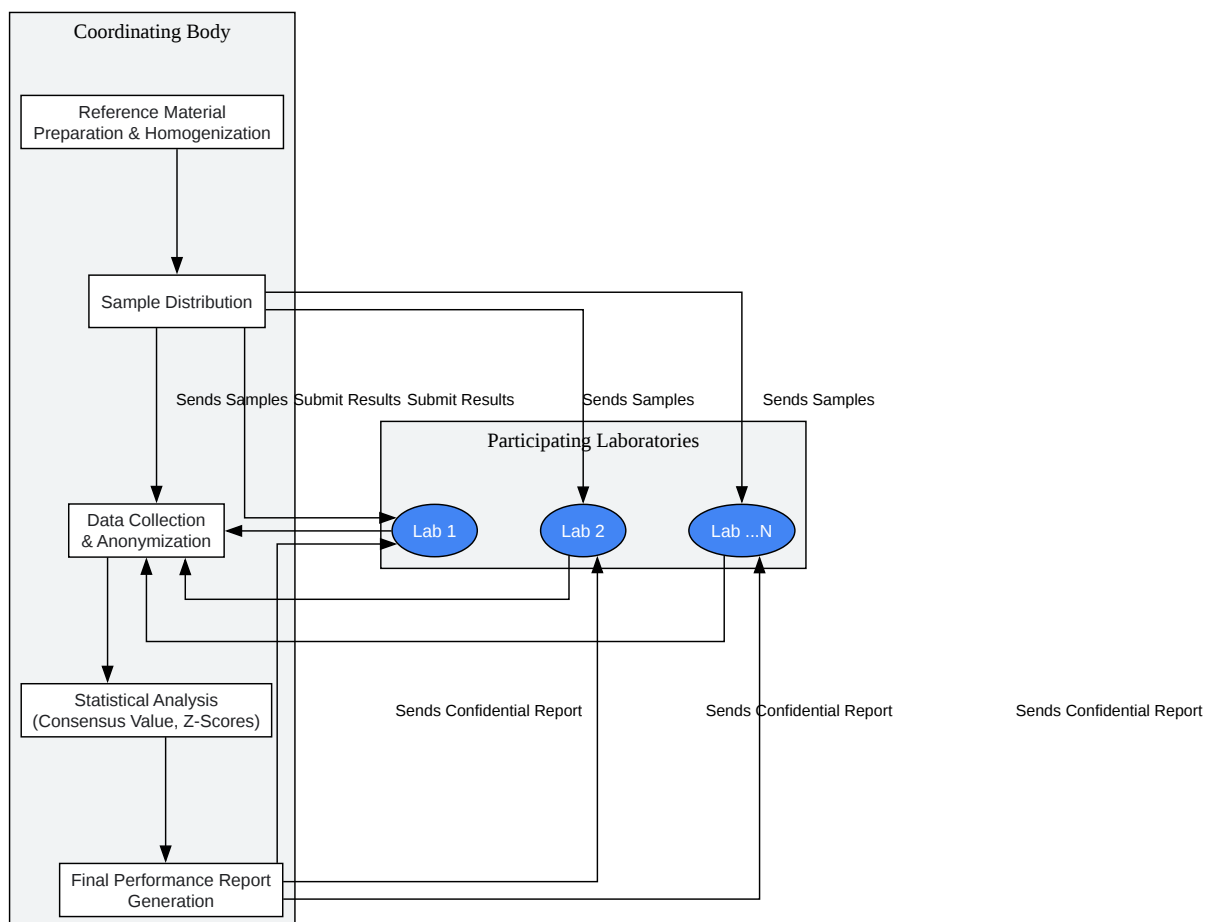 Coordinating Body
Reference Material
Preparation & Homogenization
Sample Distribution
Sends Samples
Submit Results
Submit Results
Sends Samples
Sends Samples
Participating Laboratories
Data Collection
& Anonymization
Lab 1
Lab 2
Lab ...N
Statistical Analysis
(Consensus Value, Z-Scores)
Sends Confidential Report
Sends Confidential Report
Sends Confidential Report
Final Performance Report
Generation